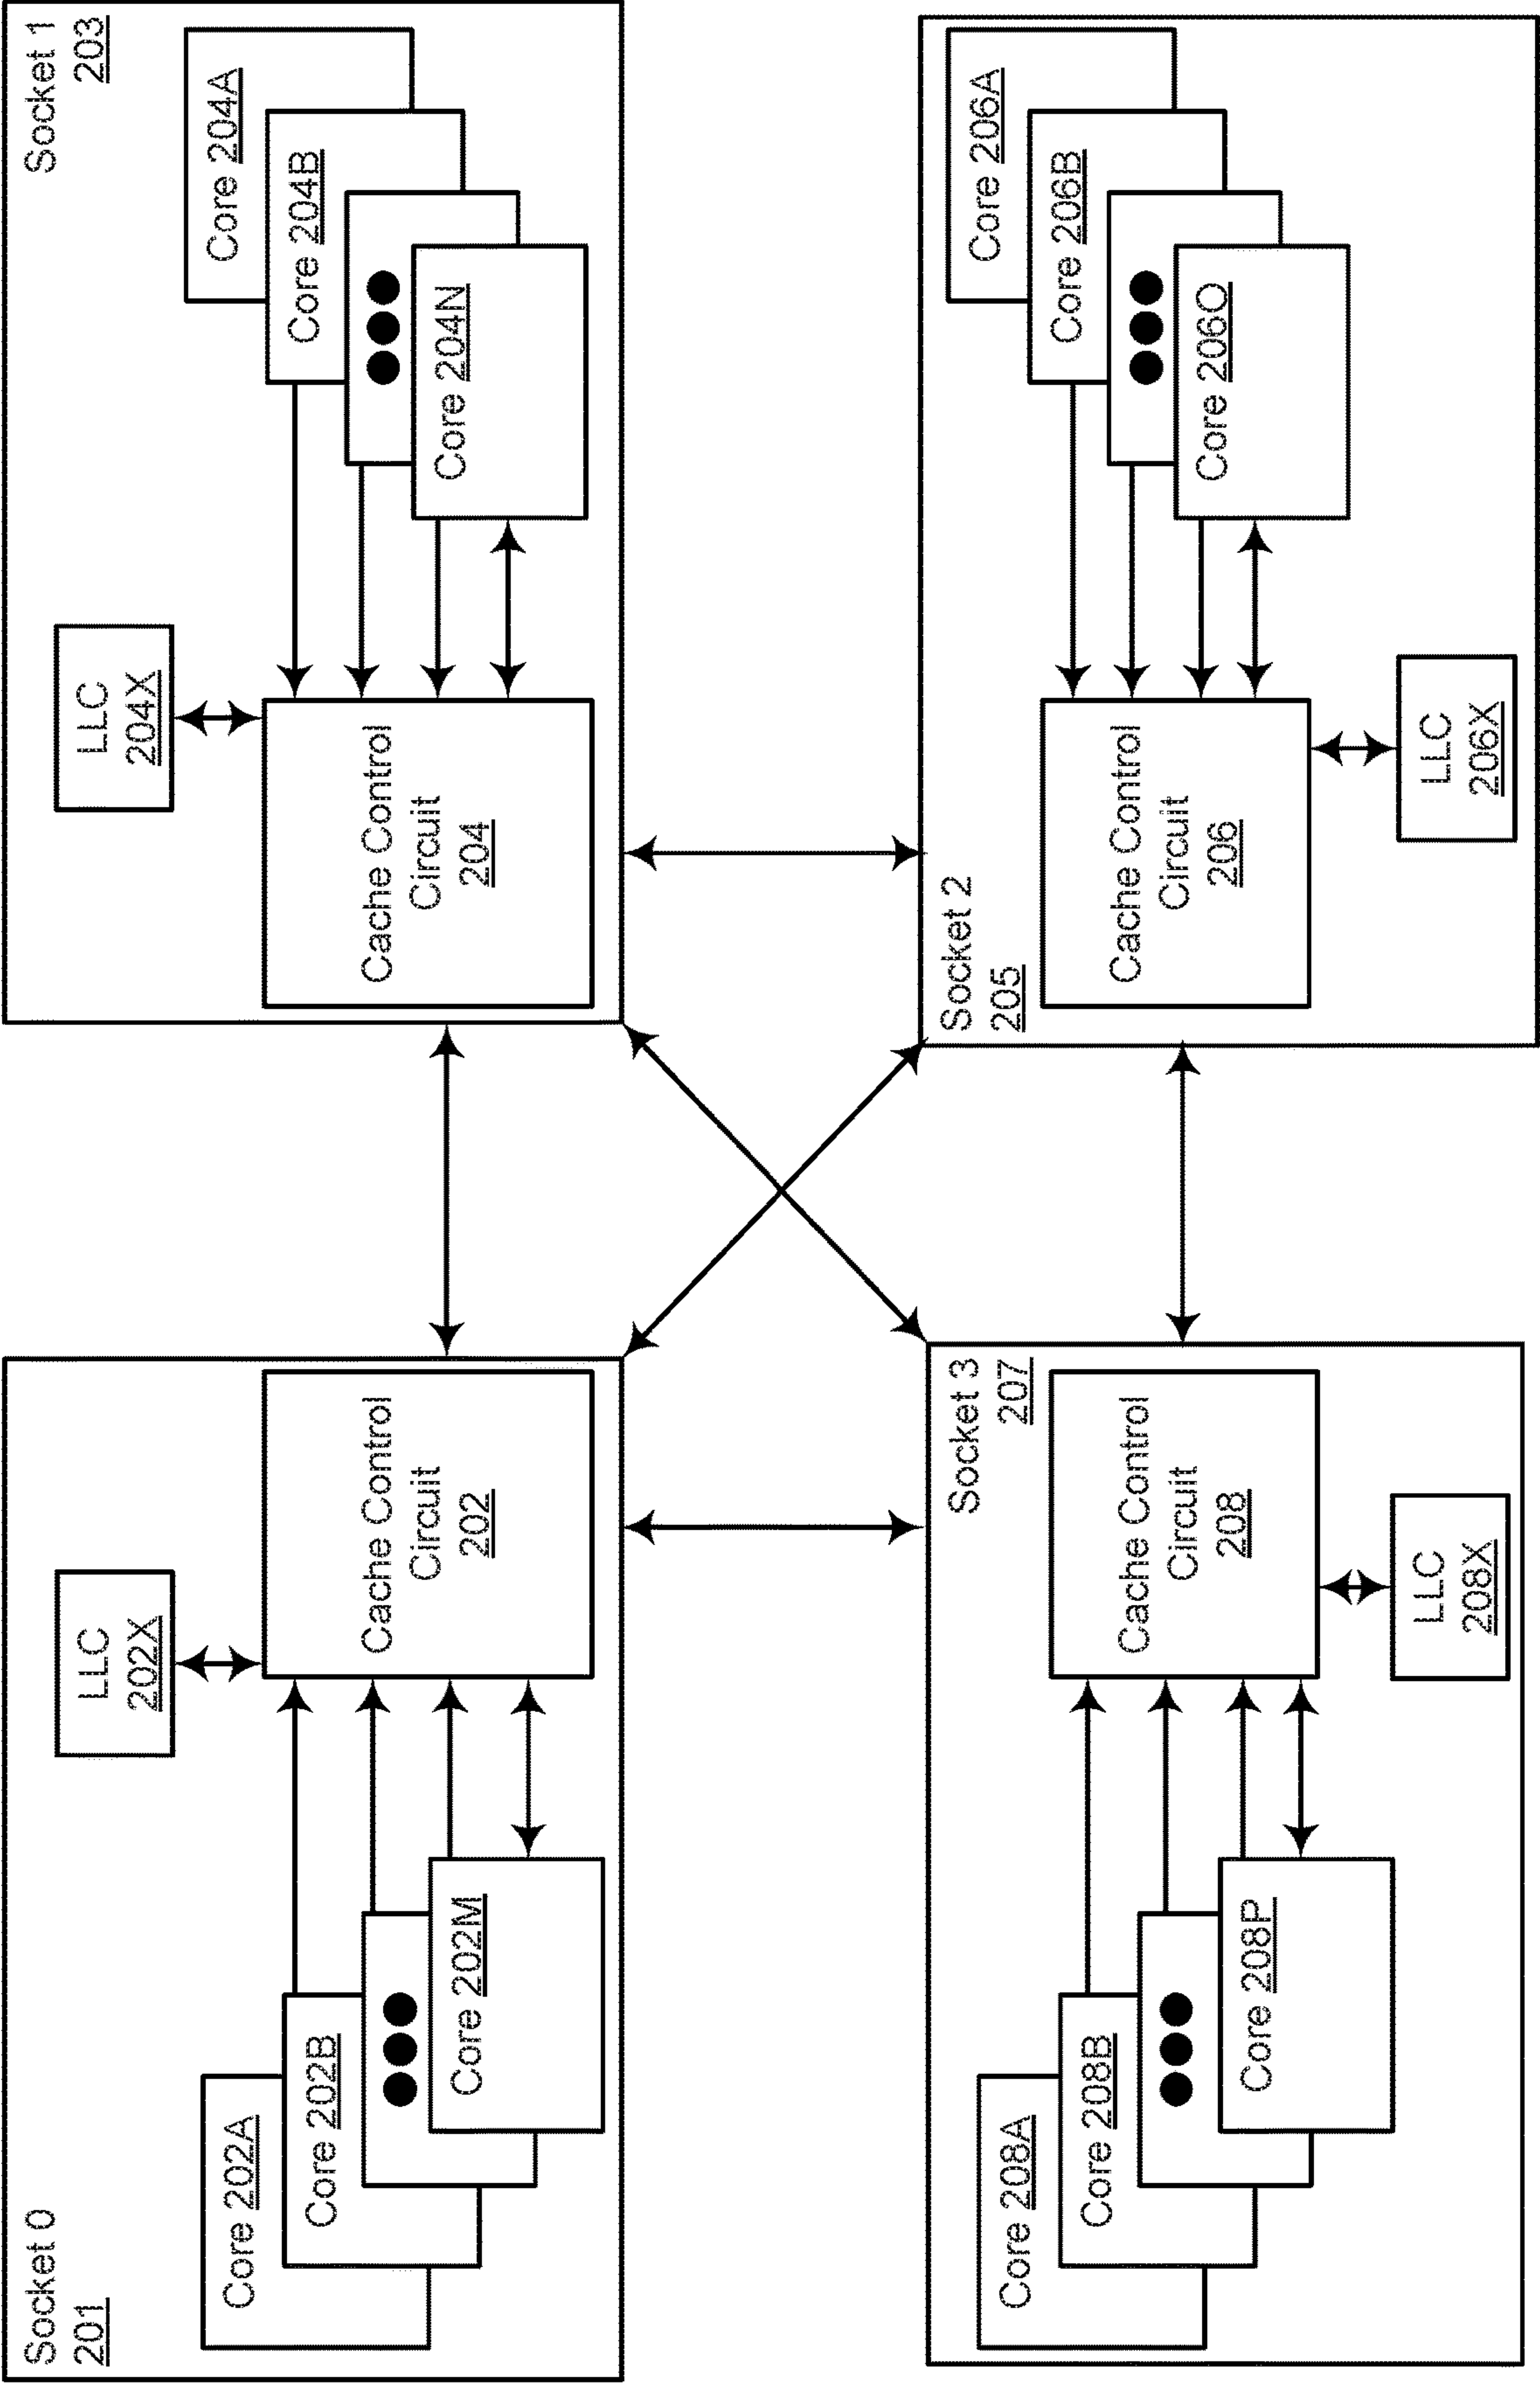 Socket 0
201
Core 202A
Core 202B
Core 202M
Cache Control
Circuit
202
LLC
202X
Socket 1
203
Core 204A
Core 204B
Core 204N
Cache Control
Circuit
204
LLC
204X
Socket 3
207
Core 208A
Core 208B
Core 208P
Cache Control
Circuit
208
LLC
208X
Socket 2
205
Core 206A
Core 206B
Core 206O
Cache Control
Circuit
206
LLC
206X